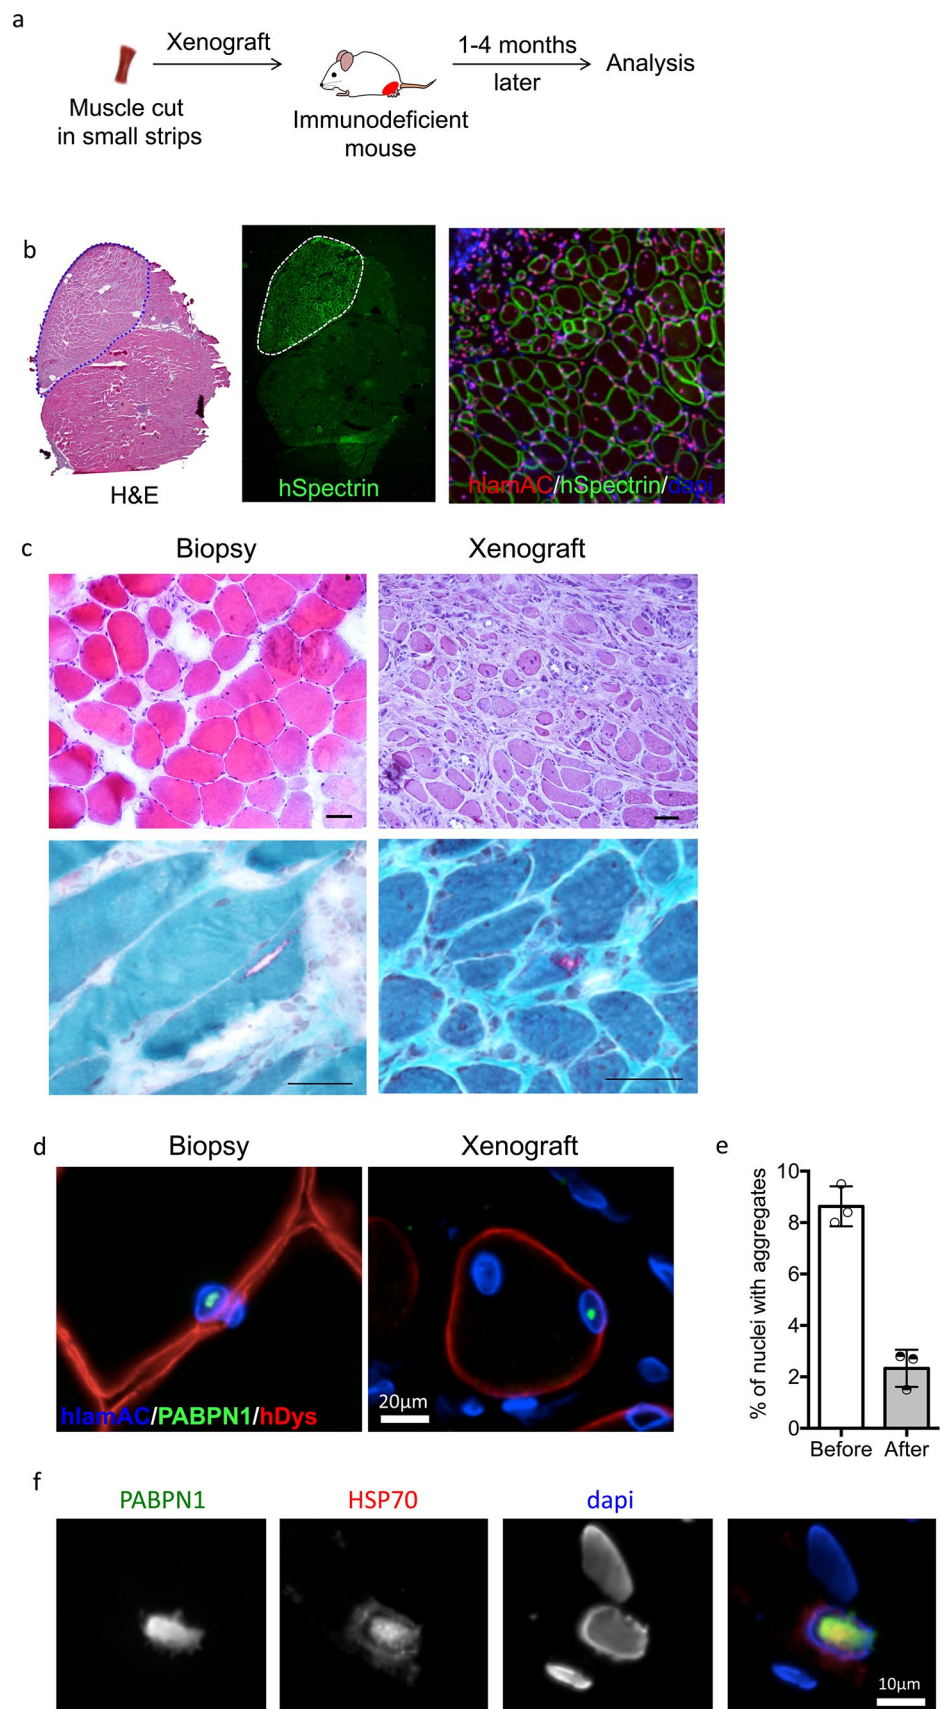 a
Xenograft
1-4 months
later
Analysis
Muscle cut
in small strips
Immunodeficient
mouse
b
H&E
hSpectrin
hlamAC/hSpectrin/dapi
c
Biopsy
Xenograft
d
Biopsy
Xenograft
hlamAC/PABPN1/hDys
20µm
e
% of nuclei with aggregates
10
8
6
4
2
0
Before
After
f
PABPN1
HSP70
dapi
10µm